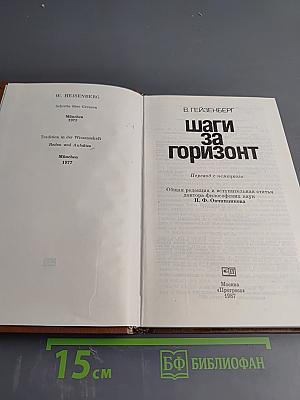 W. HEISENBERG
Schritte über Grenzen
München
1973
Tradition in der Wissenschaft
Reden und Aufsätze
München
1977
В. ГЕЙЗЕНБЕРГ
ШАГИ
ЗА
ГОРИЗОНТ
Перевод с немецкого
Общая редакция и вступительная статья
доктора философских наук
Н. Ф. Овчинникова
Москва
«Прогресс»
1987
15 см
БФ БИБЛИОФАН